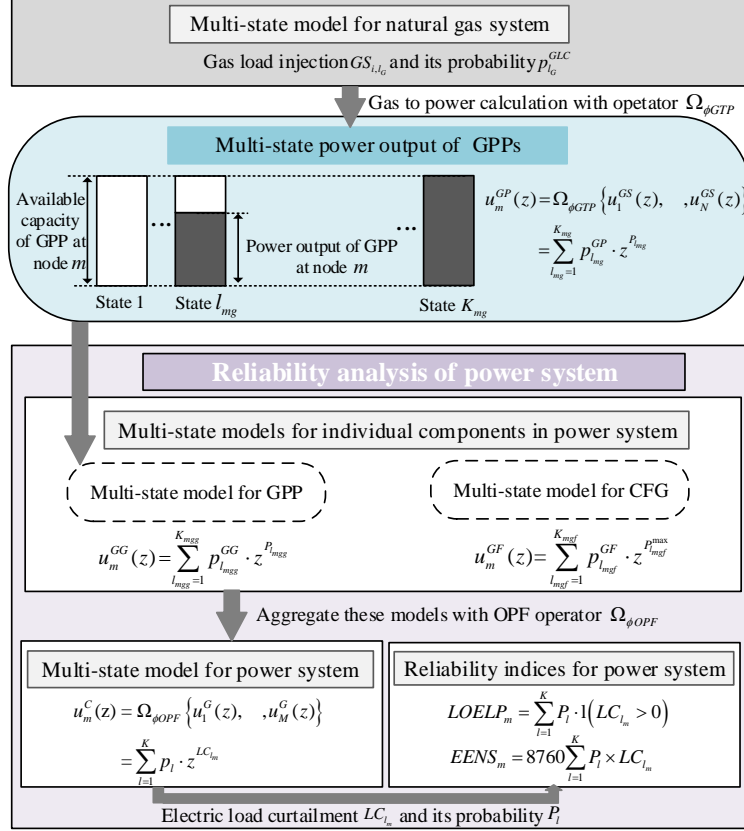 Multi-state model for natural gas system
Gas load injection GS_{i,l_G} and its probability p_{l_G}^{GLC}
Gas to power calculation with opetator Ω_{ϕGTP}
Multi-state power output of GPPs
Available
capacity
of GPP at
node m
...
Power output of GPP
at node m
...
State 1
State l_{mg}
State K_{mg}
u_m^{GP}(z) = Ω_{ϕGTP} {u_1^{GS}(z), ,u_N^{GS}(z)}
= \sum_{l_{mg}=1}^{K_{mg}} p_{l_{mg}}^{GP} · z^{P_{l_{mg}}}
Reliability analysis of power system
Multi-state models for individual components in power system
Multi-state model for GPP
Multi-state model for CFG
u_m^{GG}(z) = \sum_{l_{mgg}=1}^{K_{mgg}} p_{l_{mgg}}^{GG} · z^{P_{l_{mgg}}}
u_m^{GF}(z) = \sum_{l_{mgf}=1}^{K_{mgf}} p_{l_{mgf}}^{GF} · z^{P_{l_{mgf}}^{max}}
Aggregate these models with OPF operator Ω_{ϕOPF}
Multi-state model for power system
u_m^C(z) = Ω_{ϕOPF} {u_1^G(z), ,u_M^G(z)}
= \sum_{l=1}^{K} p_l · z^{LC_{l_m}}
Reliability indices for power system
LOELP_m = \sum_{l=1}^{K} P_l · 1(LC_{l_m} > 0)
EENS_m = 8760 \sum_{l=1}^{K} P_l × LC_{l_m}
Electric load curtailment LC_{l_m} and its probability P_l